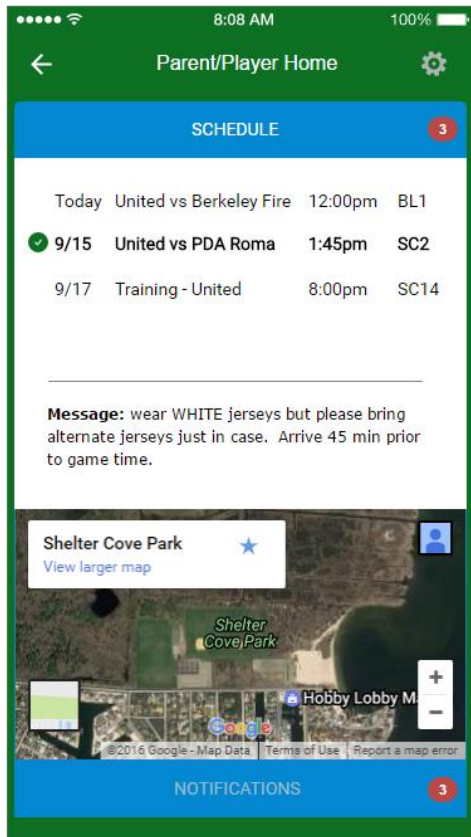 8:08 AM 100%
Parent/Player Home
SCHEDULE 3
Today United vs Berkeley Fire 12:00pm BL1
9/15 United vs PDA Roma 1:45pm SC2
9/17 Training - United 8:00pm SC14
Message: wear WHITE jerseys but please bring
alternate jerseys just in case. Arrive 45 min prior
to game time.
Shelter Cove Park
View larger map
Shelter
Cove Park
+
Hobby Lobby M
−
Google
©2016 Google - Map Data Terms of Use Report a map error
NOTIFICATIONS 3